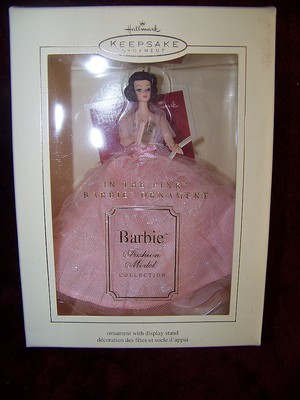 Hallmark
KEEPSAKE
ORNAMENT
IN THE PINK
BARBIE ORNAMENT
Barbie
Fashion
Model
COLLECTION
ornament with display stand
décoration des fêtes et socle d'appui